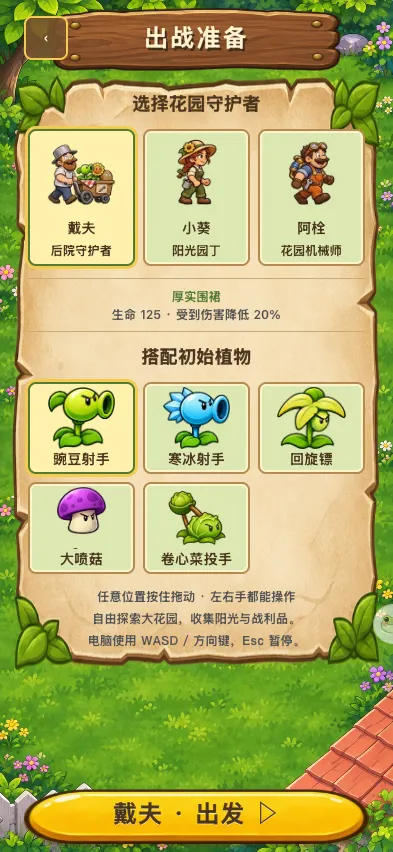 出战准备
选择花园守护者
戴夫
后院守护者
小葵
阳光园丁
阿栓
花园机械师
厚实围裙
生命 125 · 受到伤害降低 20%
搭配初始植物
豌豆射手
寒冰射手
回旋镖
大喷菇
卷心菜投手
任意位置按住拖动 · 左右手都能操作
自由探索大花园，收集阳光与战利品。
电脑使用 WASD / 方向键，Esc 暂停。
戴夫 · 出发 ▷